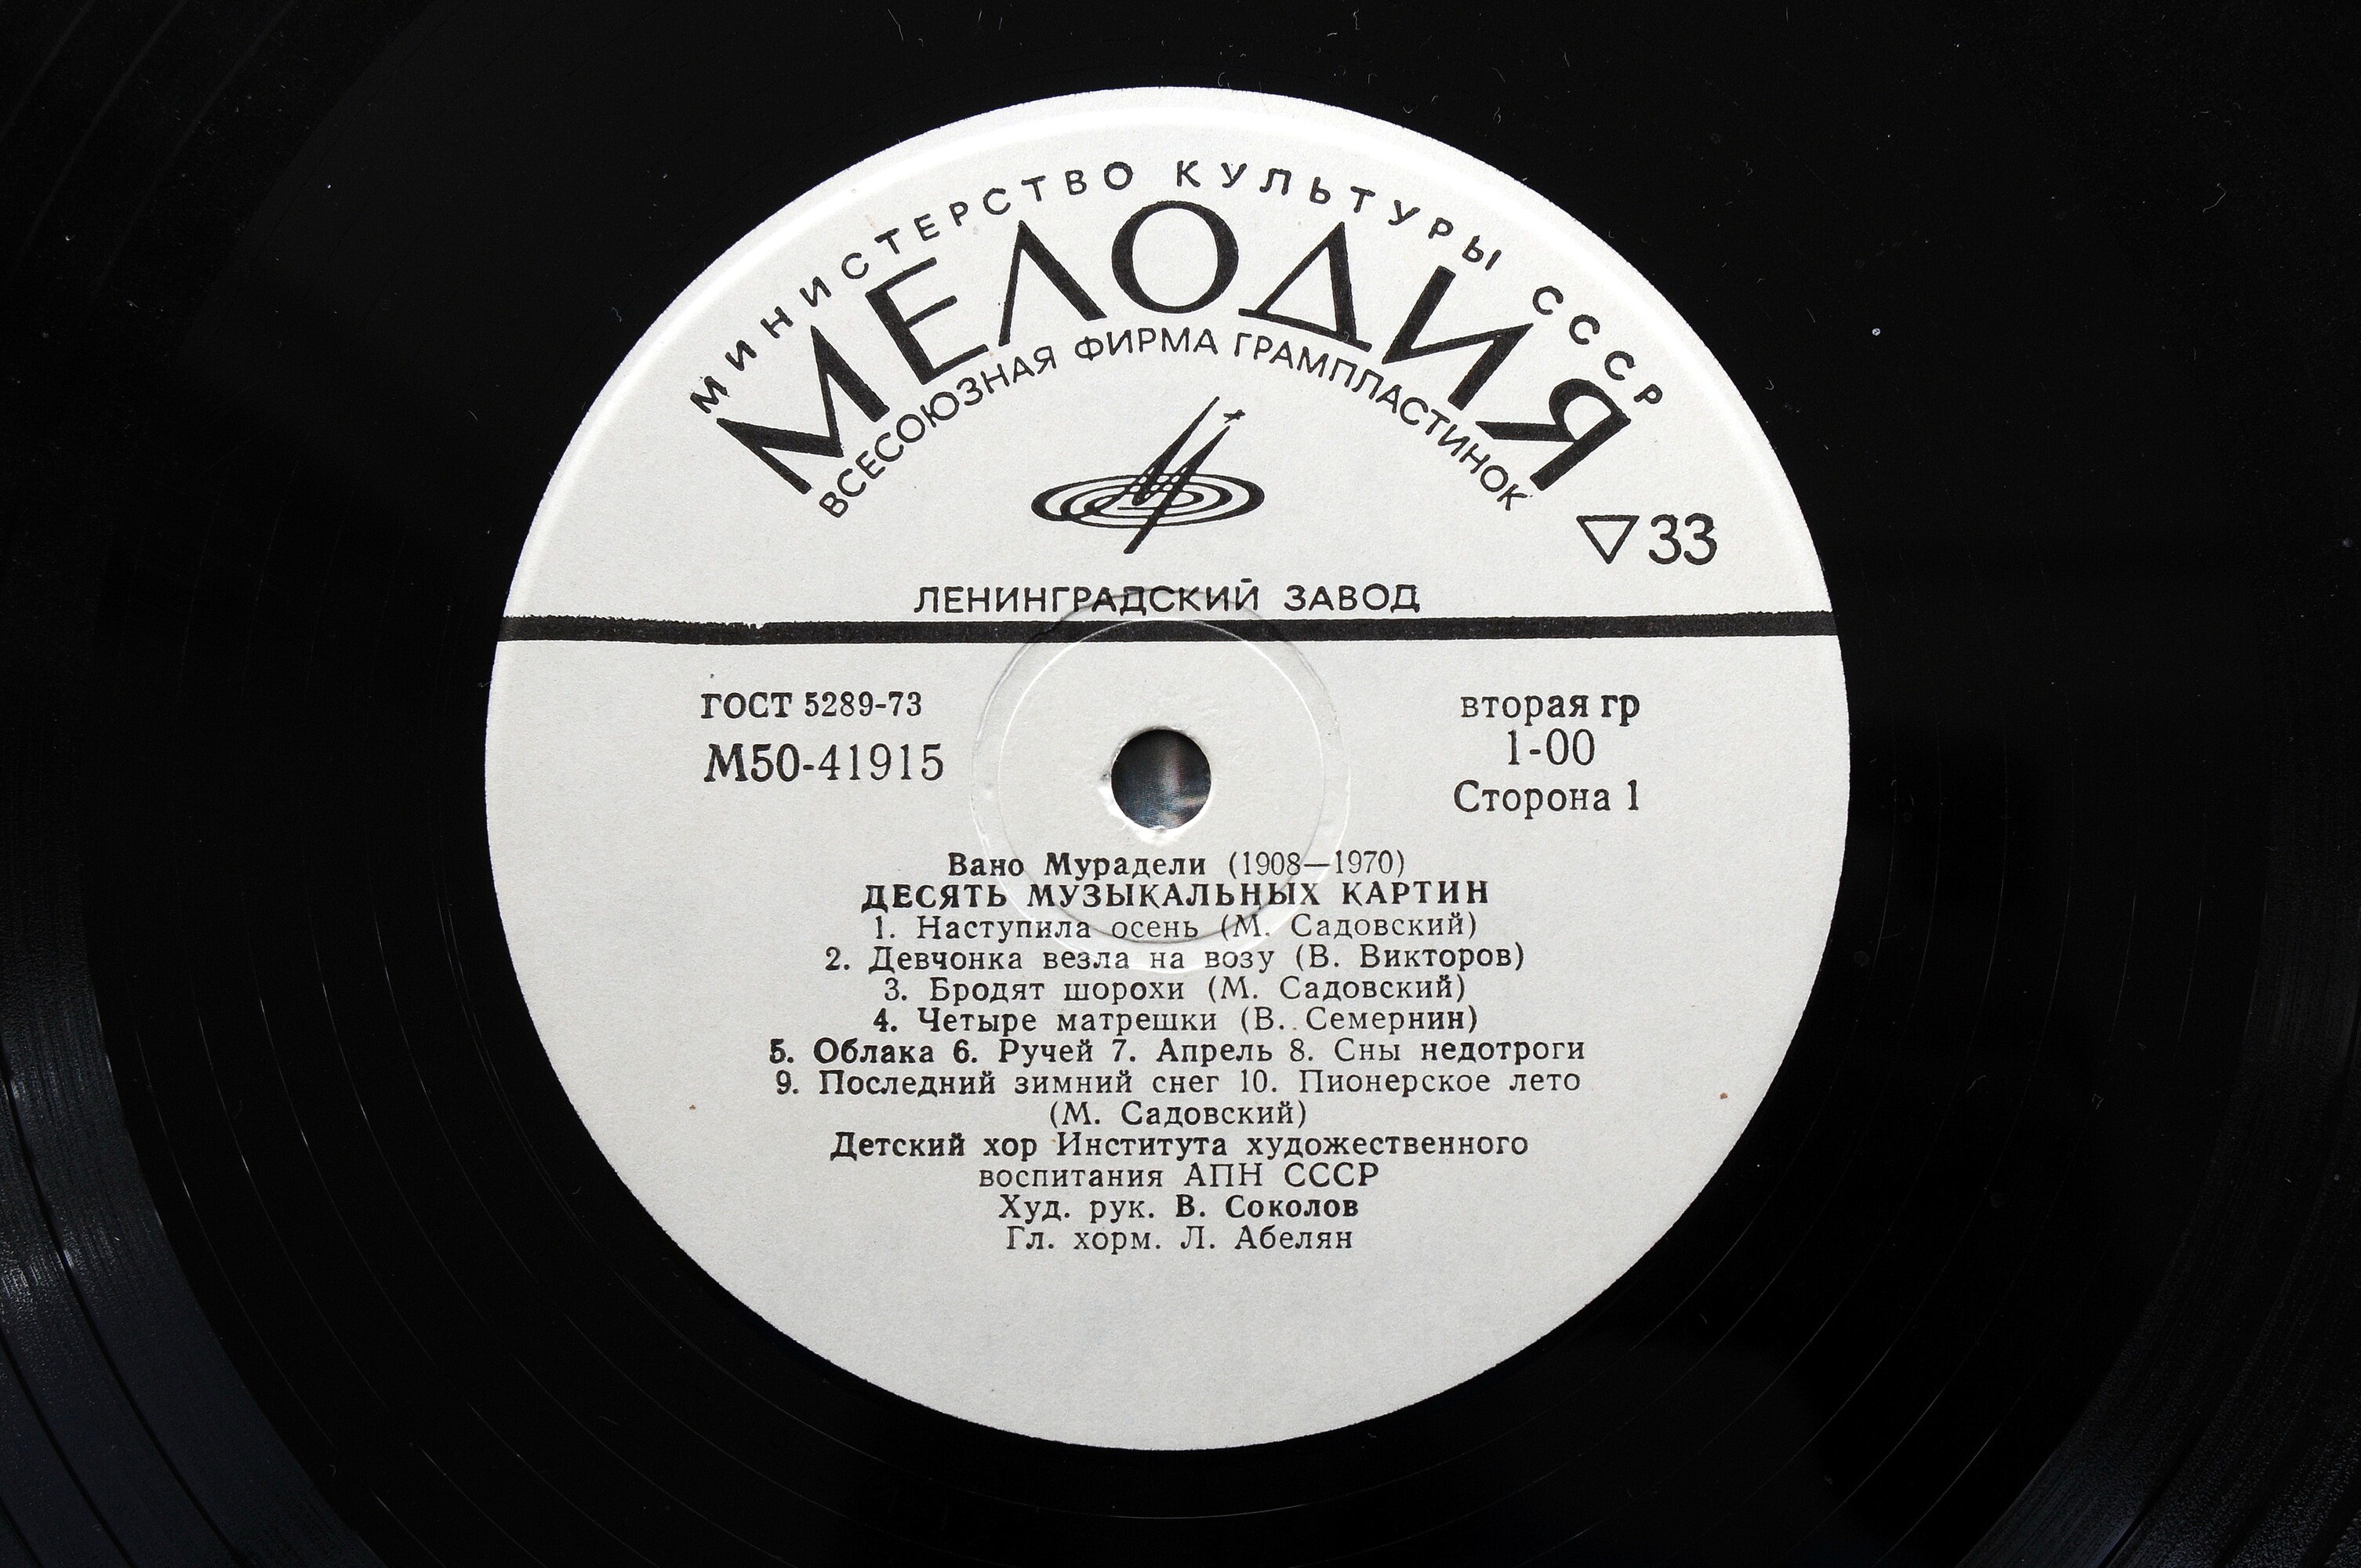 МИНИСТЕРСТВО КУЛЬТУРЫ СССР
МЕЛОДИЯ
ВСЕСОЮЗНАЯ ФИРМА ГРАМПЛАСТИНОК
▽33
ЛЕНИНГРАДСКИЙ ЗАВОД
ГОСТ 5289-73
М50-41915
вторая гр
1-00
Сторона 1
Вано Мурадели (1908—1970)
ДЕСЯТЬ МУЗЫКАЛЬНЫХ КАРТИН
1. Наступила осень (М. Садовский)
2. Девчонка везла на возу (В. Викторов)
3. Бродят шорохи (М. Садовский)
4. Четыре матрешки (В. Семернин)
5. Облака 6. Ручей 7. Апрель 8. Сны недотроги
9. Последний зимний снег 10. Пионерское лето
(М. Садовский)
Детский хор Института художественного
воспитания АПН СССР
Худ. рук. В. Соколов
Гл. хорм. Л. Абелян